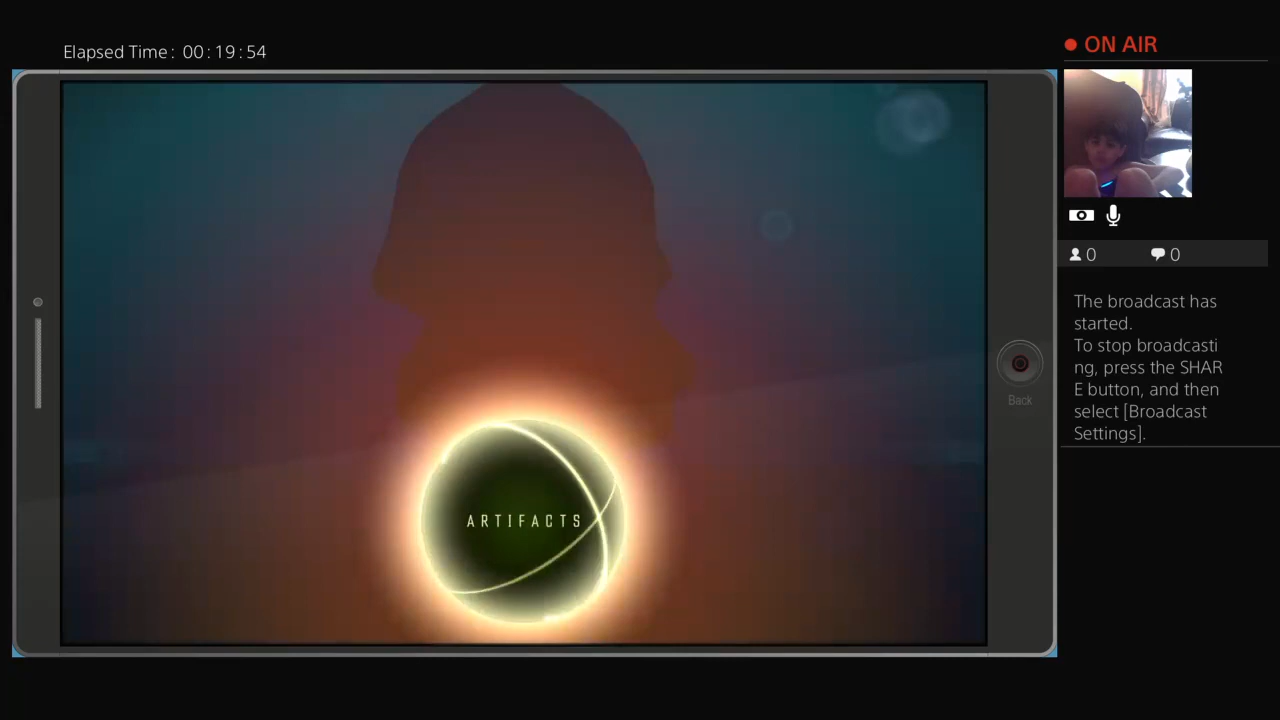 Elapsed Time: 00:19:54
ON AIR
0 0
The broadcast has
started.
To stop broadcasti
ng, press the SHAR
E button, and then
select [Broadcast
Settings].
Back
ARTIFACTS